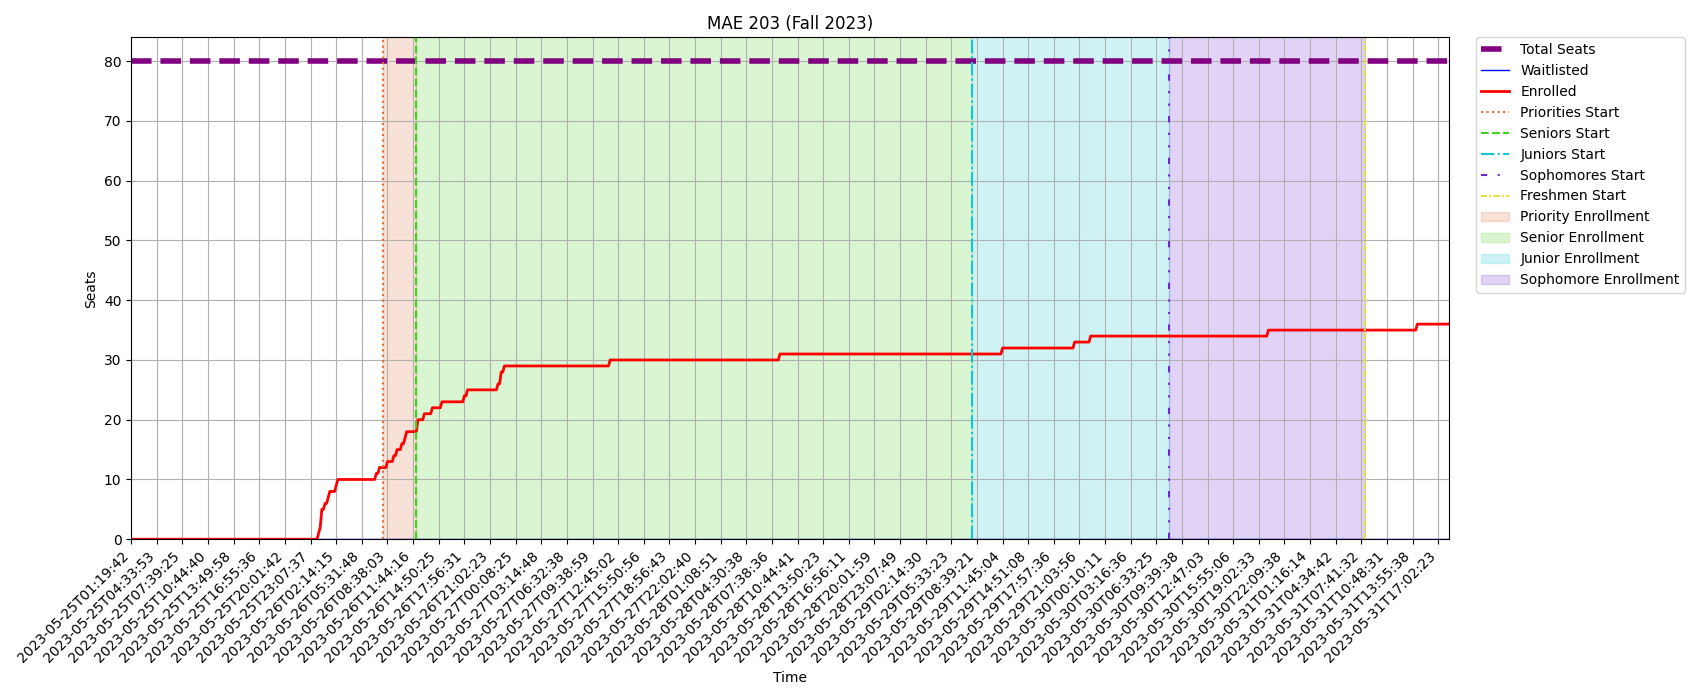 MAE 203 (Fall 2023)
Seats
80
70
60
50
40
30
20
10
0
2023-05-25T01:19:42
2023-05-25T04:33:53
2023-05-25T07:39:25
2023-05-25T10:44:40
2023-05-25T13:49:58
2023-05-25T16:55:36
2023-05-25T20:01:42
2023-05-25T23:07:37
2023-05-26T02:14:15
2023-05-26T05:31:48
2023-05-26T08:38:03
2023-05-26T11:44:16
2023-05-26T14:50:25
2023-05-26T17:56:31
2023-05-26T21:02:23
2023-05-27T00:08:25
2023-05-27T03:14:48
2023-05-27T06:32:38
2023-05-27T09:38:59
2023-05-27T12:45:02
2023-05-27T15:50:56
2023-05-27T18:56:43
2023-05-27T22:02:40
2023-05-28T01:08:51
2023-05-28T04:30:38
2023-05-28T07:38:36
2023-05-28T10:44:41
2023-05-28T13:50:23
2023-05-28T16:56:11
2023-05-28T20:01:59
2023-05-28T23:07:49
2023-05-29T02:14:30
2023-05-29T05:33:23
2023-05-29T08:39:21
2023-05-29T11:45:04
2023-05-29T14:51:08
2023-05-29T17:57:36
2023-05-29T21:03:56
2023-05-30T00:10:11
2023-05-30T03:16:36
2023-05-30T06:33:25
2023-05-30T09:39:38
2023-05-30T12:47:03
2023-05-30T15:55:06
2023-05-30T19:02:33
2023-05-30T22:09:38
2023-05-31T01:16:14
2023-05-31T04:34:42
2023-05-31T07:41:32
2023-05-31T10:48:31
2023-05-31T13:55:38
2023-05-31T17:02:23
Time
Total Seats
Waitlisted
Enrolled
Priorities Start
Seniors Start
Juniors Start
Sophomores Start
Freshmen Start
Priority Enrollment
Senior Enrollment
Junior Enrollment
Sophomore Enrollment